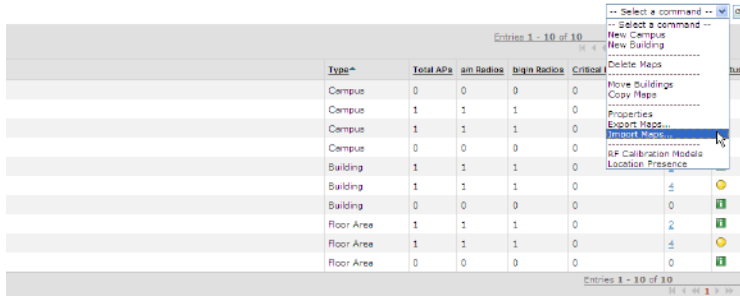 -- Select a command --
-- Select a command --
New Campus
New Building
-------------------------
Delete Maps
-------------------------
Move Buildings
Copy Maps
-------------------------
Properties
Export Maps...
Import Maps...
-------------------------
RF Calibration Models
Location Presence
Entries 1 - 10 of 10
Type Total APs a/n Radios b/g/n Radios Critical
Campus 0 0 0 0
Campus 1 1 1 0
Campus 1 1 1 0
Campus 0 0 0 0
Building 1 1 1 0
Building 1 1 1 0 4
Building 0 0 0 0 0
Floor Area 1 1 1 0 2
Floor Area 1 1 1 0 4
Floor Area 0 0 0 0 0
Entries 1 - 10 of 10
1